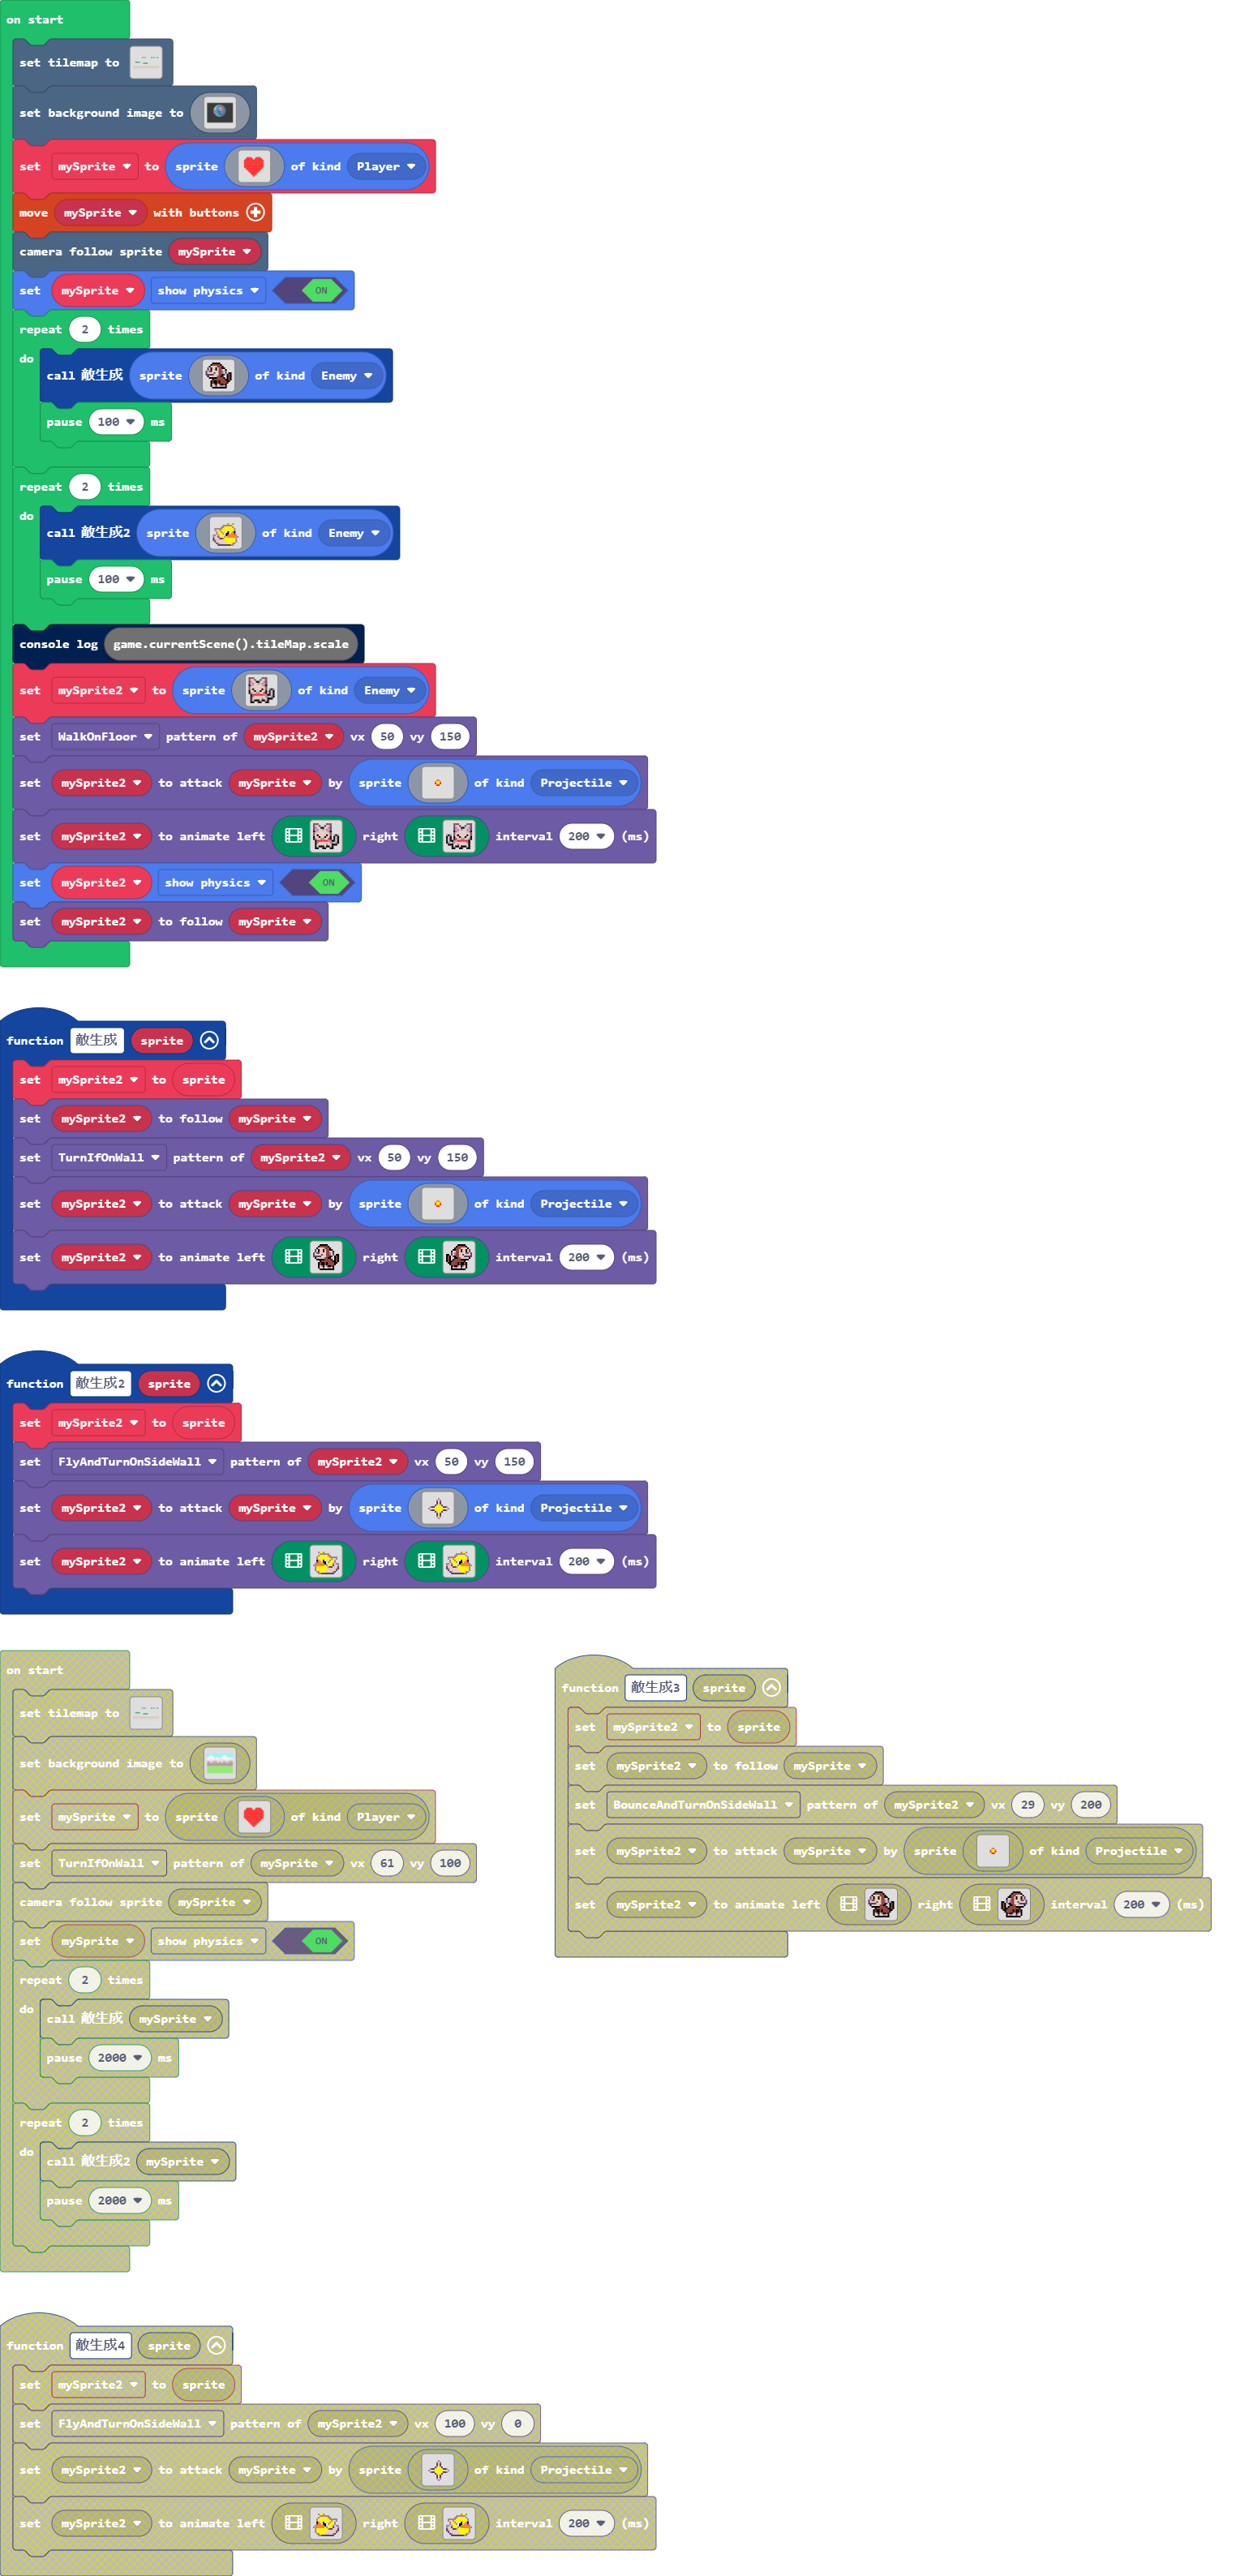 on start
set tilemap to
set background image to
set mySprite to sprite of kind Player
move mySprite with buttons
camera follow sprite mySprite
set mySprite show physics ON
repeat 2 times
do
call 敵生成 sprite of kind Enemy
pause 100 ms
repeat 2 times
do
call 敵生成2 sprite of kind Enemy
pause 100 ms
console log game.currentScene().tileMap.scale
set mySprite2 to sprite of kind Enemy
set WalkOnFloor pattern of mySprite2 vx 50 vy 150
set mySprite2 to attack mySprite by sprite of kind Projectile
set mySprite2 to animate left right interval 200 (ms)
set mySprite2 show physics ON
set mySprite2 to follow mySprite
function 敵生成 sprite
set mySprite2 to sprite
set mySprite2 to follow mySprite
set TurnIfOnWall pattern of mySprite2 vx 50 vy 150
set mySprite2 to attack mySprite by sprite of kind Projectile
set mySprite2 to animate left right interval 200 (ms)
function 敵生成2 sprite
set mySprite2 to sprite
set FlyAndTurnOnSideWall pattern of mySprite2 vx 50 vy 150
set mySprite2 to attack mySprite by sprite of kind Projectile
set mySprite2 to animate left right interval 200 (ms)
on start
set tilemap to
set background image to
set mySprite to sprite of kind Player
set TurnIfOnWall pattern of mySprite vx 61 vy 100
camera follow sprite mySprite
set mySprite show physics ON
repeat 2 times
do
call 敵生成 mySprite
pause 2000 ms
repeat 2 times
do
call 敵生成2 mySprite
pause 2000 ms
function 敵生成3 sprite
set mySprite2 to sprite
set mySprite2 to follow mySprite
set BounceAndTurnOnSideWall pattern of mySprite2 vx 29 vy 200
set mySprite2 to attack mySprite by sprite of kind Projectile
set mySprite2 to animate left right interval 200 (ms)
function 敵生成4 sprite
set mySprite2 to sprite
set FlyAndTurnOnSideWall pattern of mySprite2 vx 100 vy 0
set mySprite2 to attack mySprite by sprite of kind Projectile
set mySprite2 to animate left right interval 200 (ms)